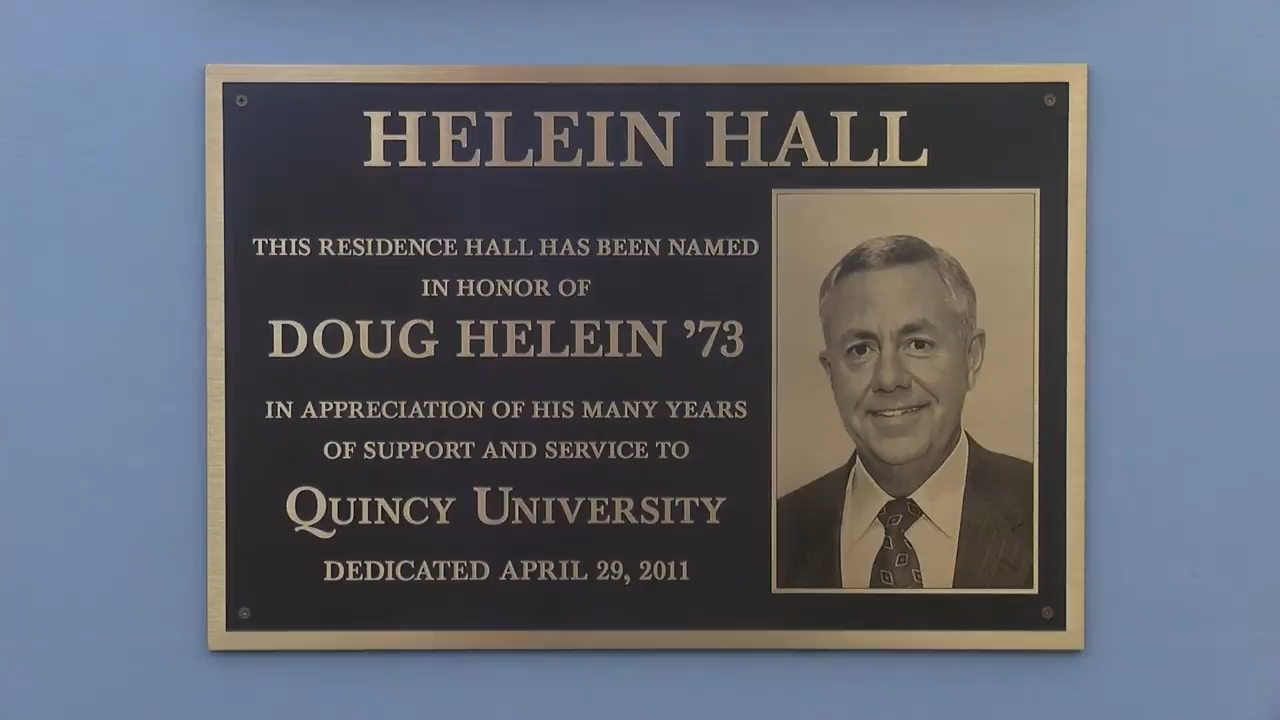 HELEIN HALL
THIS RESIDENCE HALL HAS BEEN NAMED
IN HONOR OF
DOUG HELEIN ’73
IN APPRECIATION OF HIS MANY YEARS
OF SUPPORT AND SERVICE TO
QUINCY UNIVERSITY
DEDICATED APRIL 29, 2011